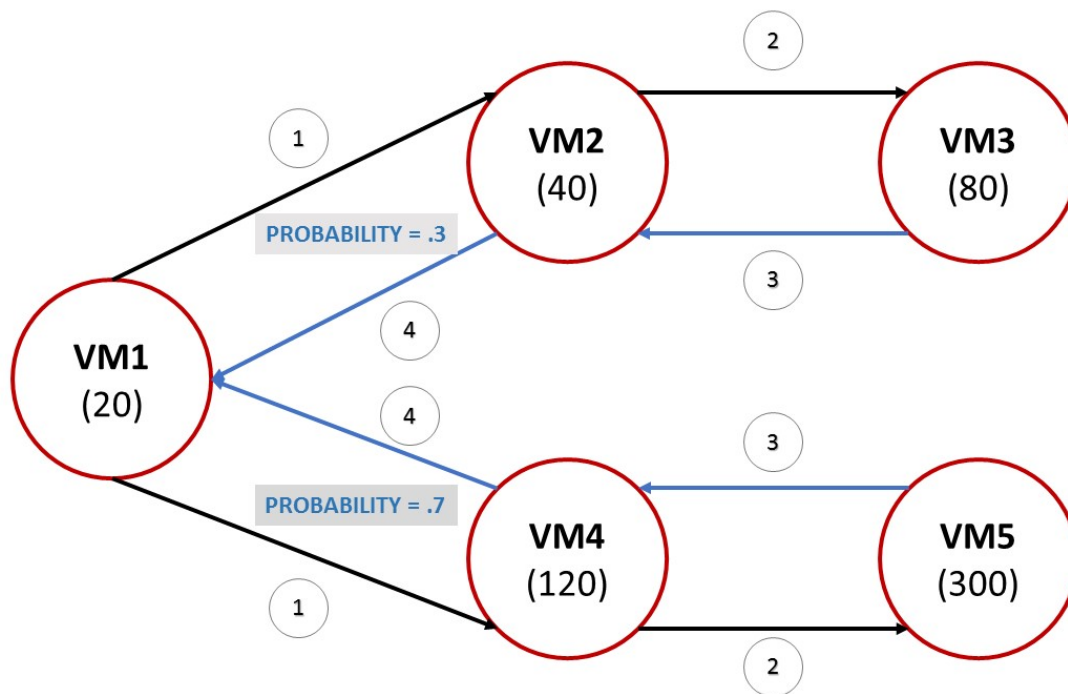 2
1
VM2
(40)
VM3
(80)
PROBABILITY = .3
3
4
VM1
(20)
4
3
PROBABILITY = .7
VM4
(120)
VM5
(300)
1
2